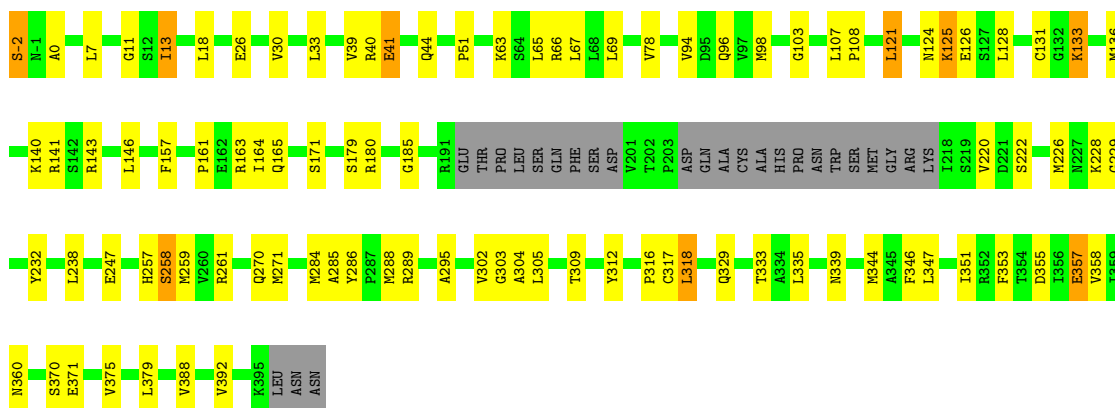 S-2 N-1 A0 L7 G11 S12 I13 L18 E26 V30 L33 V39 R40 E41 Q44 P51 K63 S64 L65 R66 L67 L68 L69 V78 V94 D95 Q96 V97 M98 G103 L107 P108 L121 N124 K125 E126 S127 L128 C131 G132 K133 M136
K140 R141 S142 R143 L146 F157 P161 E162 R163 I164 Q165 S171 S179 R180 G185 R191 GLU THR PRO LEU SER GLN PHE SER ASP V201 T202 P203 ASP GLN ALA CYS ALA HIS PRO ASN TRP SER MET GLY ARG LYS I218 S219 V220 D221 S222 M226 N227 K228 G229
Y232 L238 E247 H257 S258 M259 V260 R261 Q270 M271 M284 A285 Y286 P287 M288 R289 A295 V302 G303 A304 L305 T309 Y312 P316 C317 L318 Q329 T333 A334 L335 N339 M344 A345 F346 L347 I351 R352 F353 T354 D355 I356 E357 V358
N360 S370 E371 V375 L379 V388 V392 K395 LEU ASN ASN